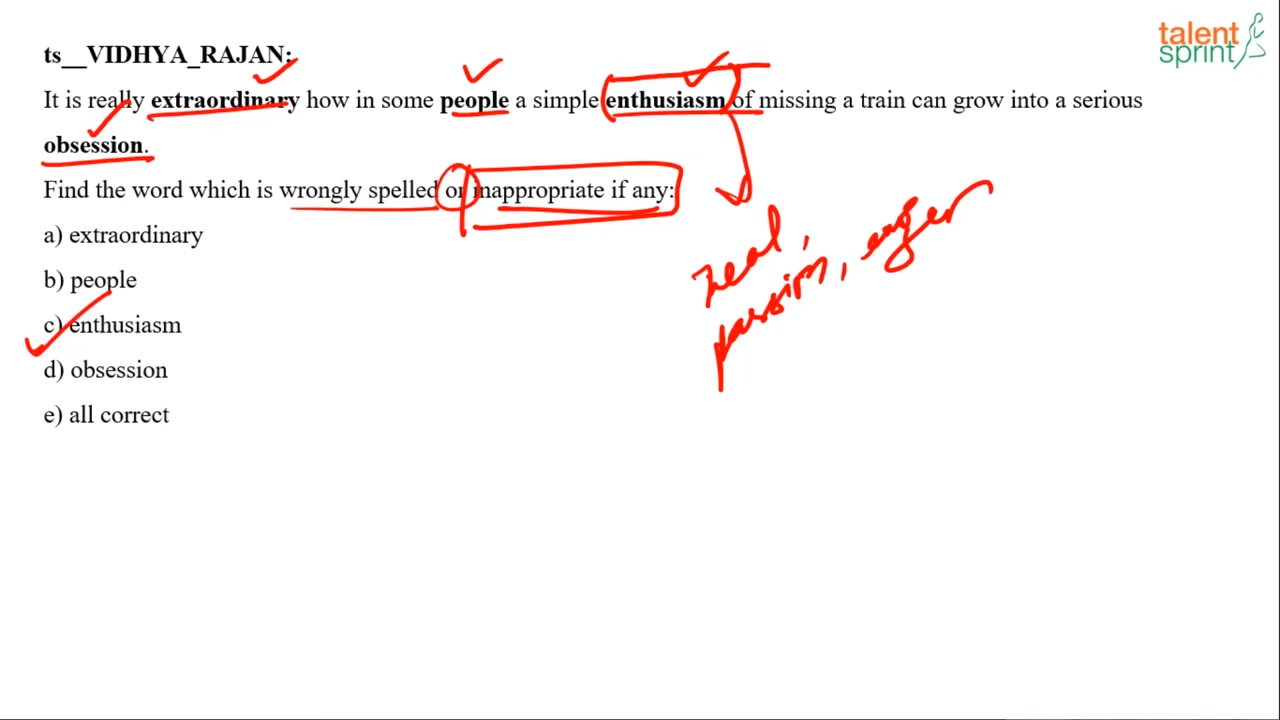 talent
sprint
ts__VIDHYA_RAJAN:
It is really extraordinary how in some people a simple enthusiasm of missing a train can grow into a serious
obsession.
Find the word which is wrongly spelled or inappropriate if any:
a) extraordinary
b) people
c) enthusiasm
d) obsession
e) all correct
zeal,
passion, eager